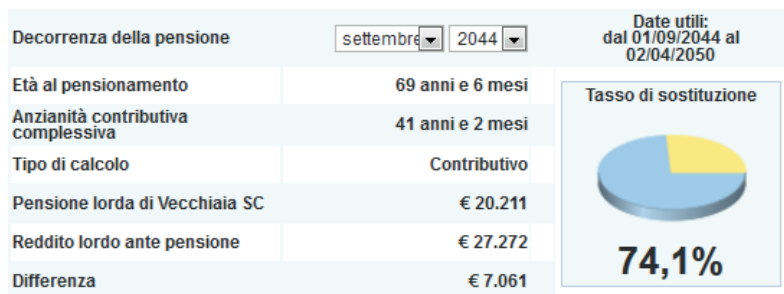 Decorrenza della pensione
settembre 2044
Date utili:
dal 01/09/2044 al
02/04/2050
Età al pensionamento
69 anni e 6 mesi
Anzianità contributiva
complessiva
41 anni e 2 mesi
Tipo di calcolo
Contributivo
Pensione lorda di Vecchiaia SC
€ 20.211
Reddito lordo ante pensione
€ 27.272
Differenza
€ 7.061
Tasso di sostituzione
74,1%